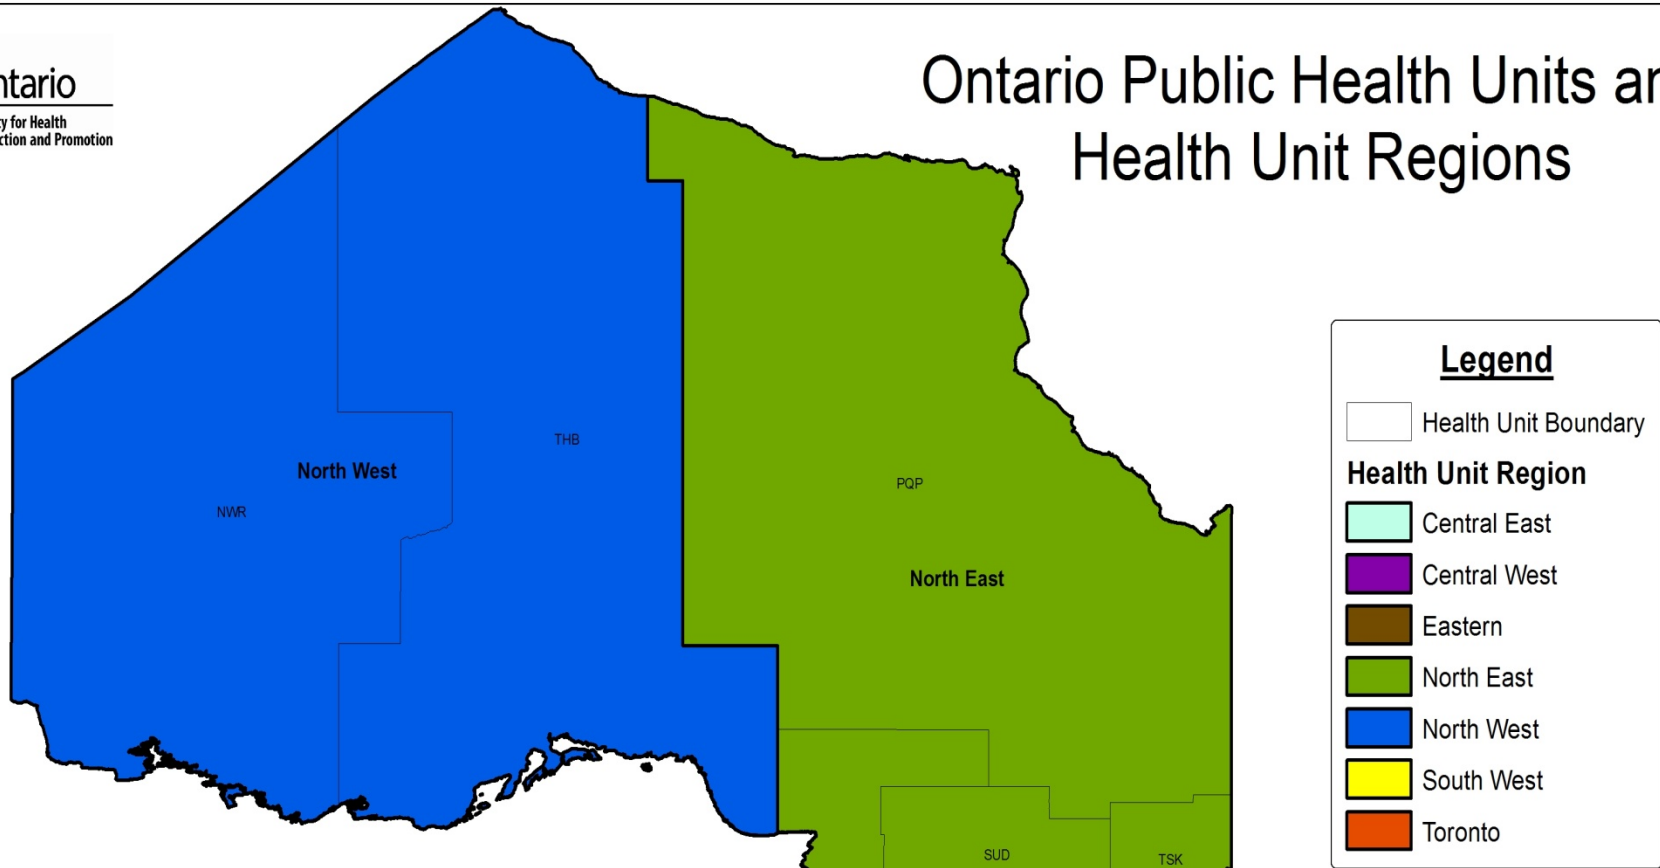 ntario
y for Health
ction and Promotion
Ontario Public Health Units an
Health Unit Regions
THB
North West
NWR
PQP
North East
SUD
TSK
Legend
Health Unit Boundary
Health Unit Region
Central East
Central West
Eastern
North East
North West
South West
Toronto